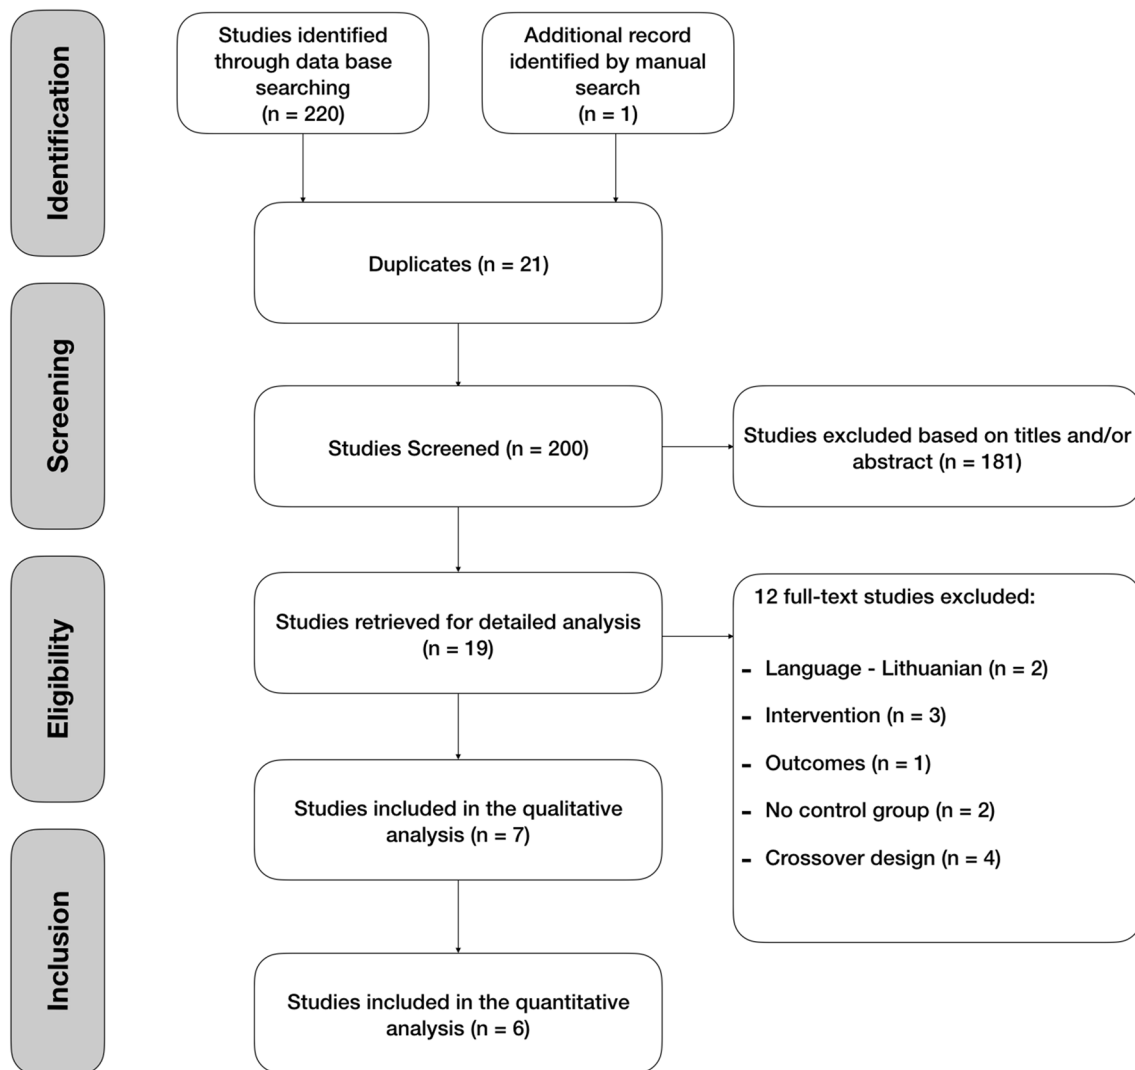 Identification
Studies identified
through data base
searching
(n = 220)
Additional record
identified by manual
search
(n = 1)
Duplicates (n = 21)
Screening
Studies Screened (n = 200)
Studies excluded based on titles and/or
abstract (n = 181)
Eligibility
Studies retrieved for detailed analysis
(n = 19)
12 full-text studies excluded:
- Language - Lithuanian (n = 2)
- Intervention (n = 3)
- Outcomes (n = 1)
- No control group (n = 2)
- Crossover design (n = 4)
Studies included in the qualitative
analysis (n = 7)
Inclusion
Studies included in the quantitative
analysis (n = 6)